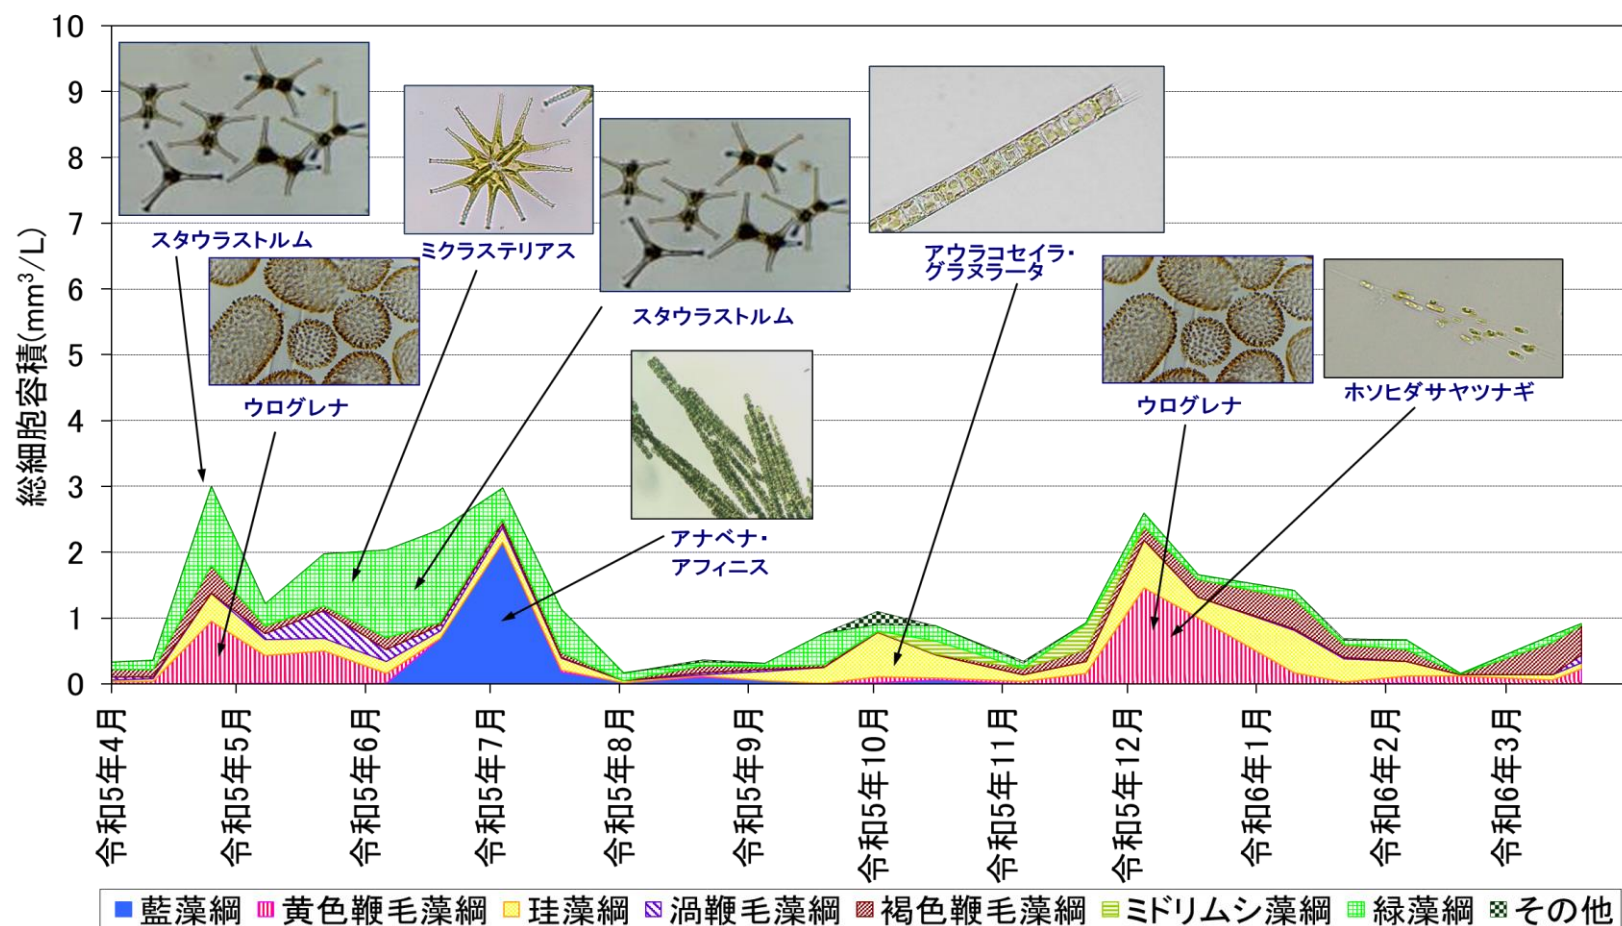 総細胞容積(mm³/L)
10
9
8
7
6
5
4
3
2
1
0
スタウラストルム
ウログレナ
ミクラステリアス
スタウラストルム
アナベナ・
アフィニス
アウラコセイラ・
グラヌラータ
ウログレナ
ホソヒダサヤツナギ
令和5年4月
令和5年5月
令和5年6月
令和5年7月
令和5年8月
令和5年9月
令和5年10月
令和5年11月
令和5年12月
令和6年1月
令和6年2月
令和6年3月
藍藻綱 黄色鞭毛藻綱 珪藻綱 渦鞭毛藻綱 褐色鞭毛藻綱 ミドリムシ藻綱 緑藻綱 その他